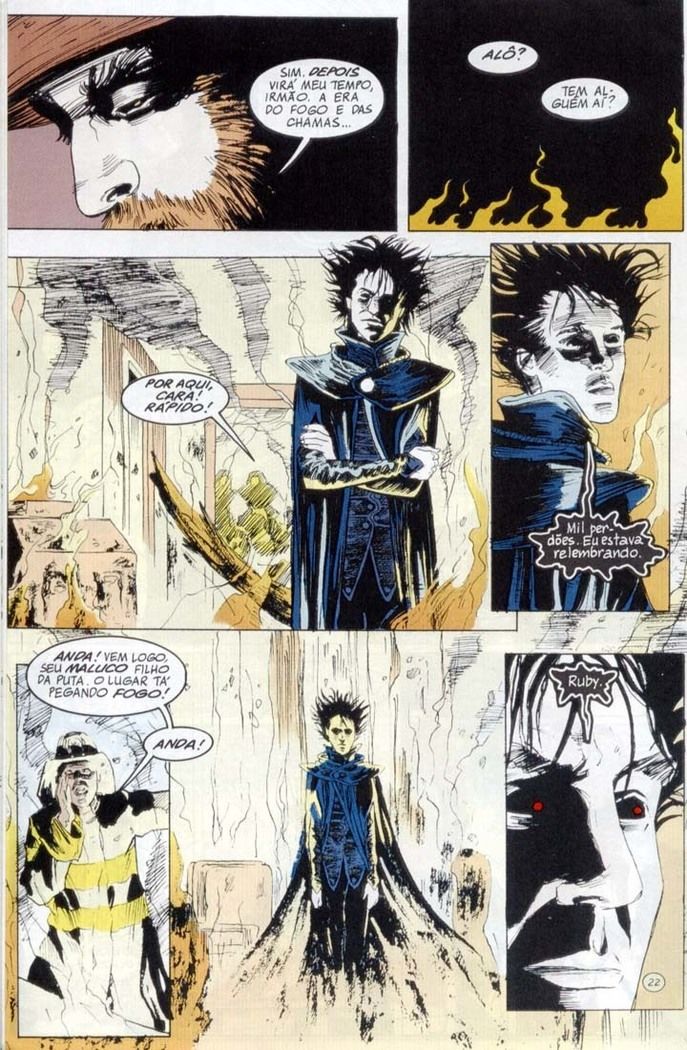 SIM. DEPOIS
VIRÁ MEU TEMPO,
IRMÃO. A ERA
DO FOGO E DAS
CHAMAS...
ALÔ?
TEM AL-
GUÉM AÍ?
POR AQUI,
CARA!
RÁPIDO!
Mil per-
dões. Eu estava
relembrando.
ANDA! VEM LOGO,
SEU MALUCO FILHO
DA PUTA. O LUGAR TÁ
PEGANDO FOGO!
ANDA!
Ruby.
22